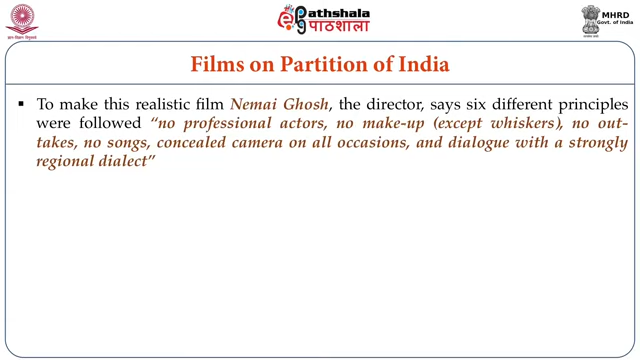 ePathshala
पाठशाला
MHRD
Govt. of India
Films on Partition of India
▪ To make this realistic film Nemai Ghosh, the director, says six different principles
were followed “no professional actors, no make-up (except whiskers), no out-
takes, no songs, concealed camera on all occasions, and dialogue with a strongly
regional dialect”